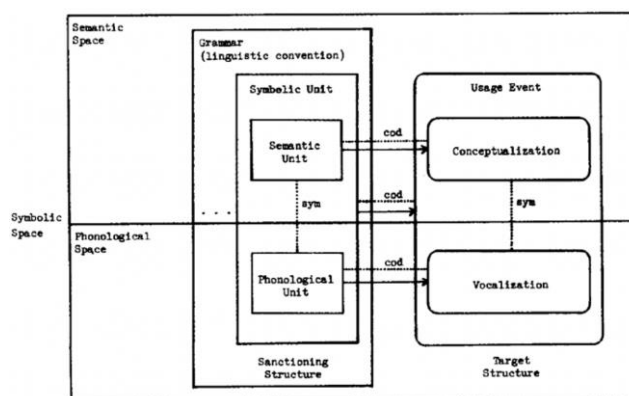 Semantic
Space
Grammar
(linguistic convention)
Symbolic Unit
Usage Event
Semantic
Unit
cod
Conceptualization
sym
cod
sym
. . .
Symbolic
Space
Phonological
Space
Phonological
Unit
cod
Vocalization
Sanctioning
Structure
Target
Structure